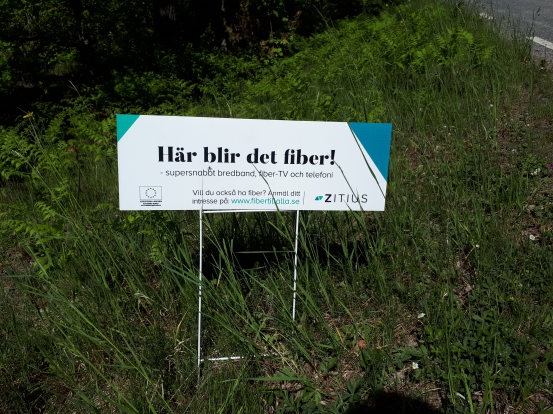 Här blir det fiber!
- supersnabbt bredband, fiber-TV och telefoni
Vill du också ha fiber? Anmäl ditt
intresse på: www.fibertillalla.se
ZITIUS